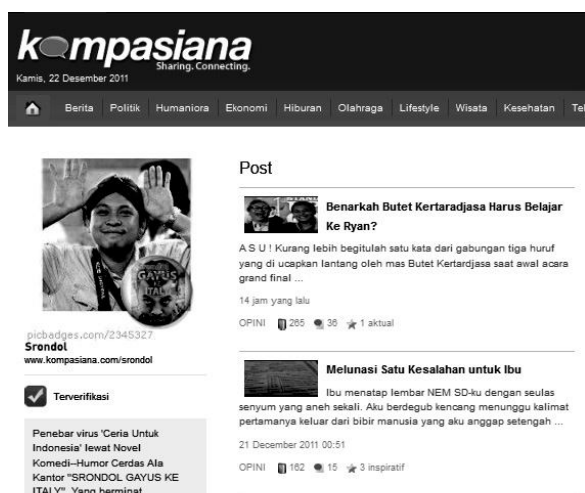 kompasiana
Sharing. Connecting.
Kamis, 22 Desember 2011
Berita Politik Humaniora Ekonomi Hiburan Olahraga Lifestyle Wisata Kesehatan Tel
Post
Benarkah Butet Kertaradjasa Harus Belajar
Ke Ryan?
A S U ! Kurang lebih begitulah satu kata dari gabungan tiga huruf
yang di ucapkan lantang oleh mas Butet Kertardjasa saat awal acara
grand final ...
14 jam yang lalu
OPINI 265 36 1 aktual
GAYUS
KE
ITALY
picbadges.com/2345327
Srondol
www.kompasiana.com/srondol
Terverifikasi
Penebar virus 'Ceria Untuk
Indonesia' lewat Novel
Komedi–Humor Cerdas Ala
Kantor "SRONDOL GAYUS KE
ITALY". Yang berminat
Melunasi Satu Kesalahan untuk Ibu
Ibu menatap lembar NEM SD-ku dengan seulas
senyum yang aneh sekali. Aku berdegub kencang menunggu kalimat
pertamanya keluar dari bibir manusia yang aku anggap setengah ...
21 December 2011 00:51
OPINI 162 15 3 inspiratif